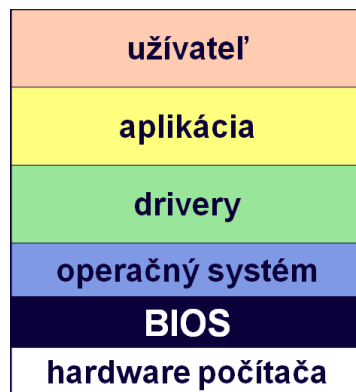 užívateľ
aplikácia
drivery
operačný systém
BIOS
hardware počítača